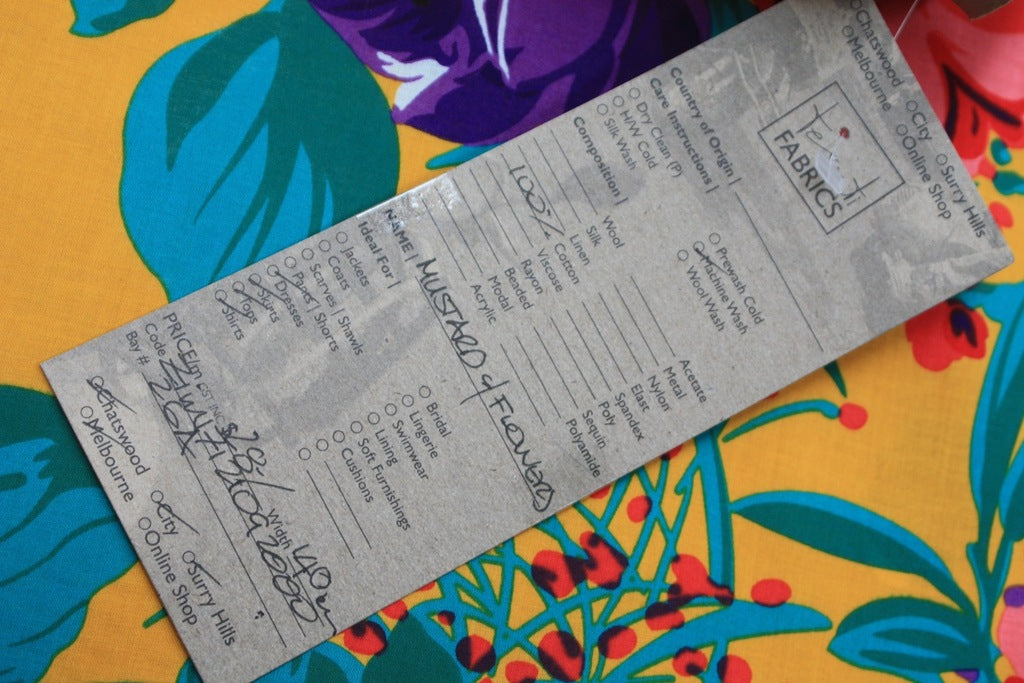 Chatswood City Surry Hills
Melbourne Online Shop
Tessuti
FABRICS
Country of Origin |
Care Instructions |
Dry Clean (P)
H/W Cold
Silk Wash
Prewash Cold
Machine Wash
Wool Wash
Composition |
Wool
Silk
Linen
100% Cotton
Viscose
Rayon
Beaded
Modal
Acrylic
Acetate
Metal
Nylon
Elast
Spandex
Poly
Sequin
Polyamide
NAME | MUSTARD & FLOWERS
Ideal For |
Jackets
Coats
Scarves | Shawls
Pants | Shorts
Dresses
Skirts
Tops
Shirts
Bridal
Lingerie
Swimwear
Lining
Soft Furnishings
Cushions
PRICE Width 140cm
Code
Bay # 26A
Chatswood City Surry Hills
Melbourne Online Shop